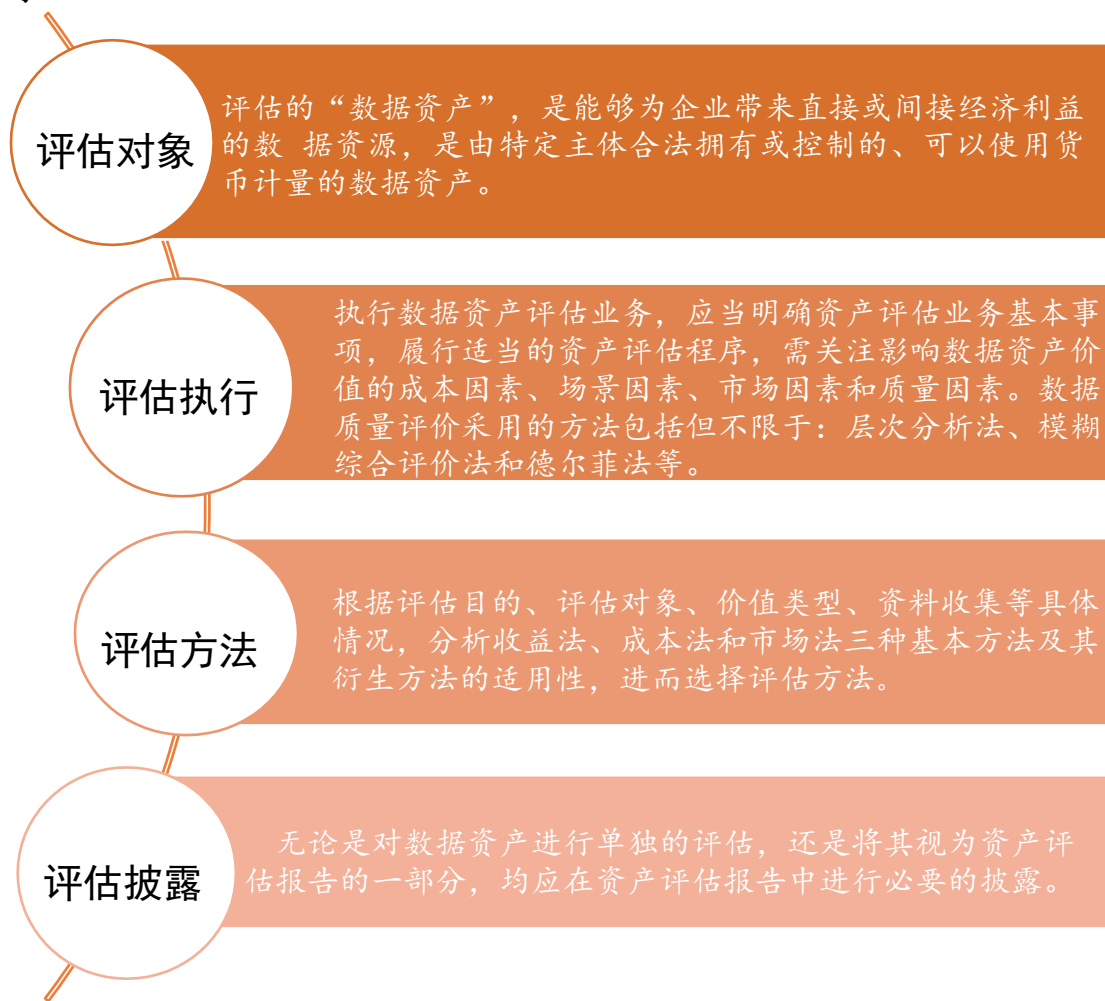 评估对象
评估的“数据资产”，是能够为企业带来直接或间接经济利益
的数 据资源，是由特定主体合法拥有或控制的、可以使用货
币计量的数据资产。
评估执行
执行数据资产评估业务，应当明确资产评估业务基本事
项，履行适当的资产评估程序，需关注影响数据资产价
值的成本因素、场景因素、市场因素和质量因素。数据
质量评价采用的方法包括但不限于：层次分析法、模糊
综合评价法和德尔菲法等。
评估方法
根据评估目的、评估对象、价值类型、资料收集等具体
情况，分析收益法、成本法和市场法三种基本方法及其
衍生方法的适用性，进而选择评估方法。
评估披露
无论是对数据资产进行单独的评估，还是将其视为资产评
估报告的一部分，均应在资产评估报告中进行必要的披露。